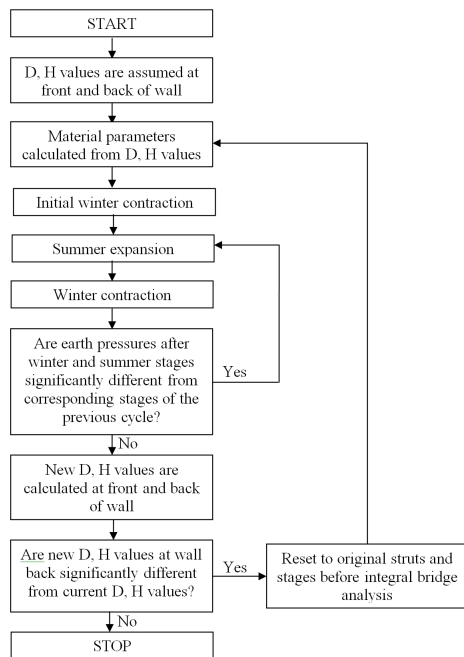 START
D, H values are assumed at
front and back of wall
Material parameters
calculated from D, H values
Initial winter contraction
Summer expansion
Winter contraction
Are earth pressures after
winter and summer stages
significantly different from
corresponding stages of the
previous cycle?
Yes
No
New D, H values are
calculated at front and back
of wall
Are new D, H values at wall
back significantly different
from current D, H values?
Yes
Reset to original struts and
stages before integral bridge
analysis
No
STOP